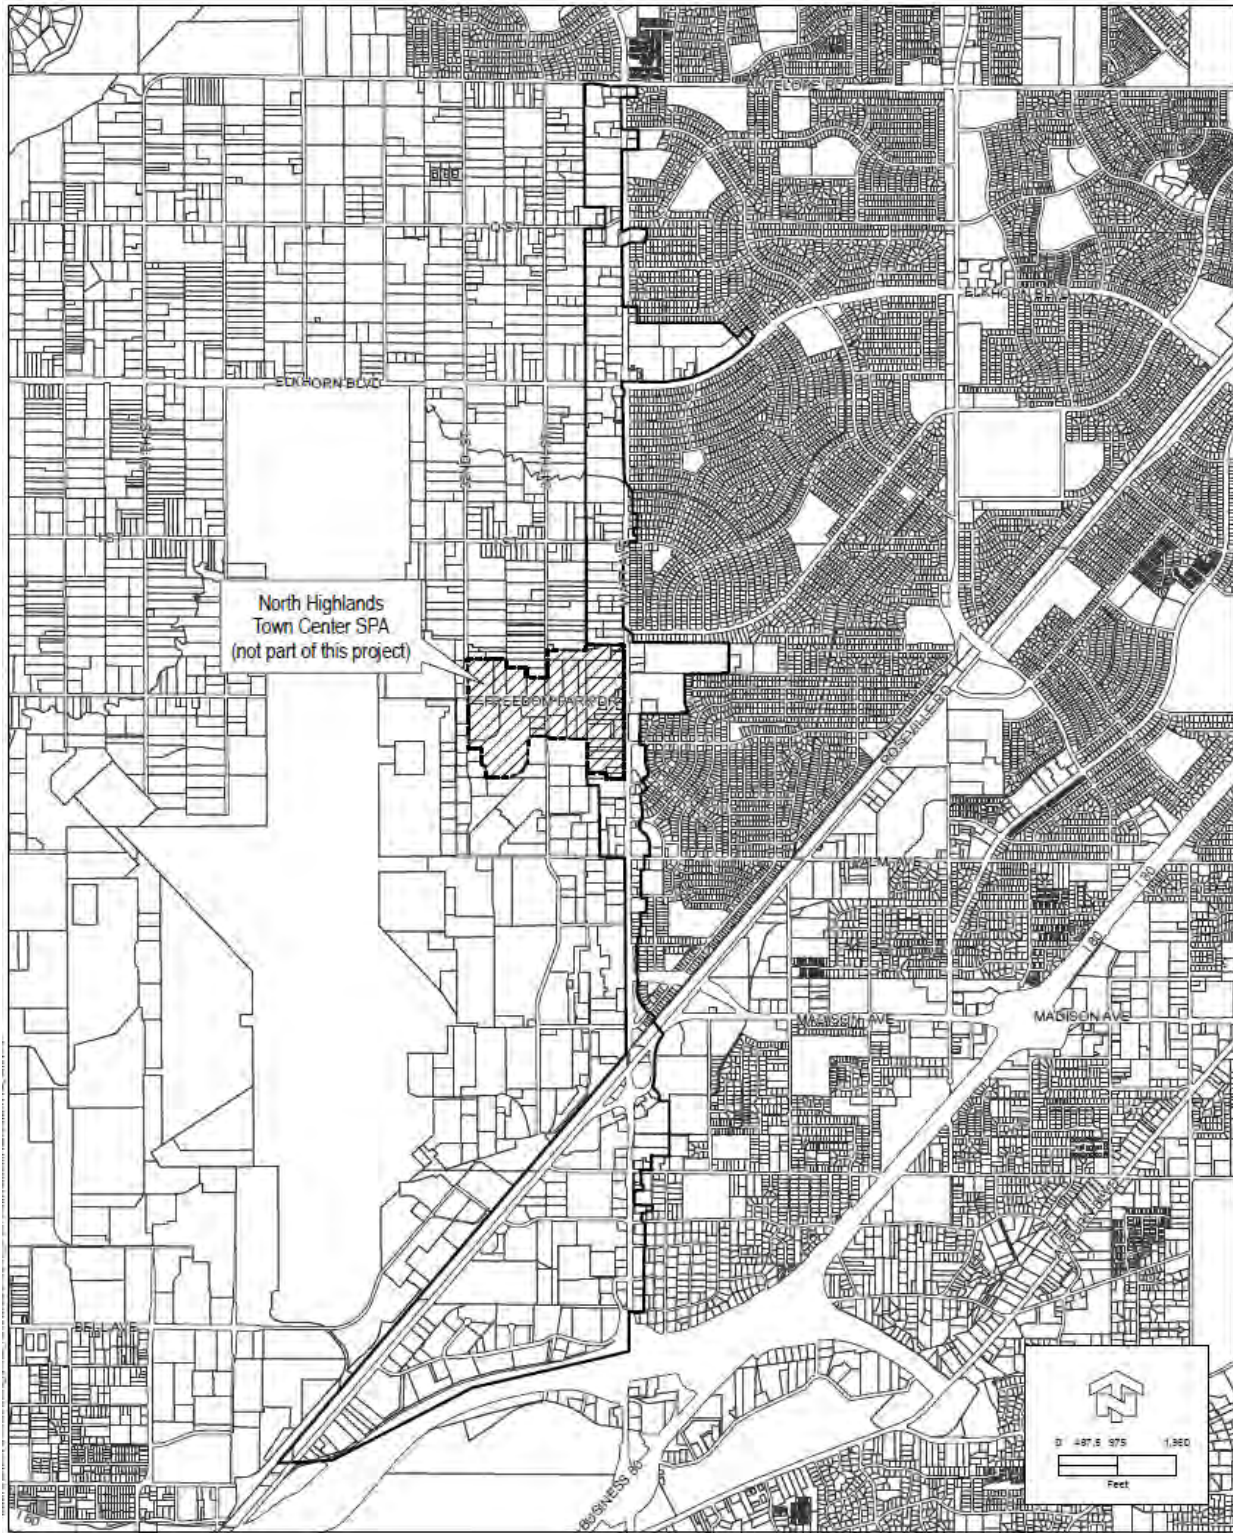 ANTELOPE RD
Q ST
ELKHORN BLVD
ELKHORN BLVD
I ST
North Highlands
Town Center SPA
(not part of this project)
FREEDOM PARK DR
ROSEVILLE RD
PALM AVE
I 80
I 80
MADISON AVE
MADISON AVE
BELL AVE
N
0 487.5 975 1,950
Feet
BUSINESS 80
I 80